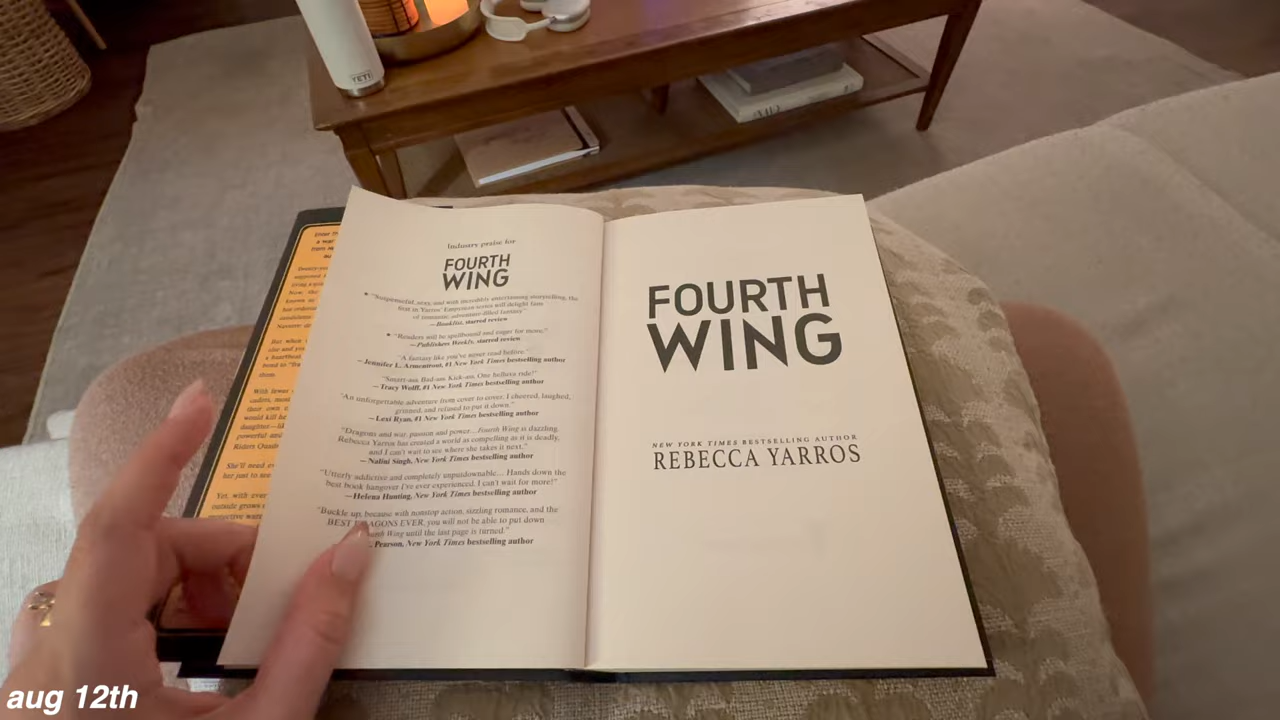 YETI
Industry praise for
FOURTH
WING
"Suspenseful, sexy, and with incredibly entertaining storytelling, the
first in Yarros' Empyrean series will delight fans
of romantic, adventure-filled fantasy."
—Booklist, starred review
"Readers will be spellbound and eager for more."
—Publishers Weekly, starred review
"A fantasy like you've never read before."
—Jennifer L. Armentrout, #1 New York Times bestselling author
"Smart-ass. Bad-ass. Kick-ass. One helluva ride!"
—Tracy Wolff, #1 New York Times bestselling author
"An unforgettable adventure from cover to cover. I cheered, laughed,
grinned, and refused to put it down."
—Lexi Ryan, #1 New York Times bestselling author
"Dragons and war, passion and power…Fourth Wing is dazzling.
Rebecca Yarros has created a world as compelling as it is deadly,
and I can't wait to see where she takes it next."
—Nalini Singh, New York Times bestselling author
"Utterly addictive and completely unputdownable… Hands down the
best book hangover I've ever experienced. I can't wait for more!"
—Helena Hunting, New York Times bestselling author
"Buckle up, because with nonstop action, sizzling romance, and the
BEST DRAGONS EVER, you will not be able to put down
Wing until the last page is turned."
Pearson, New York Times bestselling author
FOURTH
WING
NEW YORK TIMES BESTSELLING AUTHOR
REBECCA YARROS
aug 12th